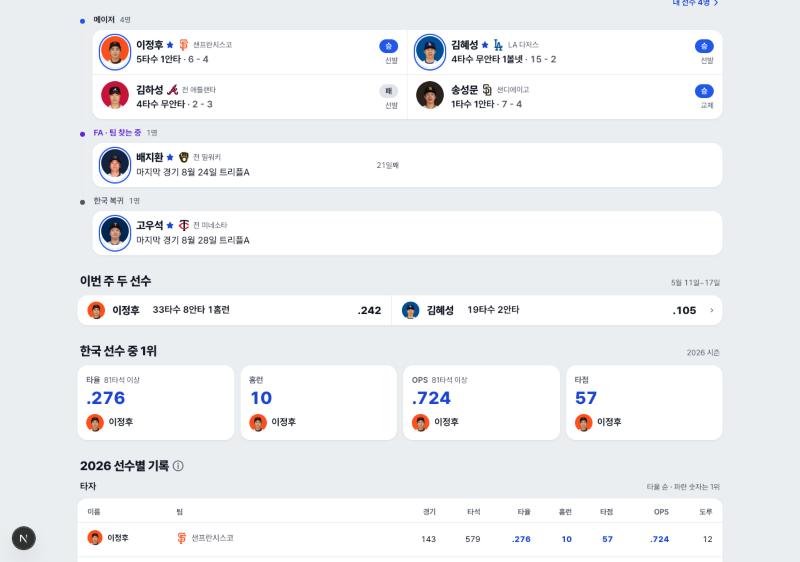 내 선수 4명 >
메이저 4명
이정후 ★ 샌프란시스코 승
5타수 1안타 · 6 - 4 선발
김혜성 ★ LA 다저스 승
4타수 무안타 1볼넷 · 15 - 2 선발
김하성 전 애틀랜타 패
4타수 무안타 · 2 - 3 선발
송성문 샌디에이고 승
1타수 1안타 · 7 - 4 교체
FA · 팀 찾는 중 1명
배지환 ★ 전 밀워키
마지막 경기 8월 24일 트리플A
21일째
한국 복귀 1명
고우석 ★ 전 미네소타
마지막 경기 8월 28일 트리플A
이번 주 두 선수 5월 11일–17일
이정후 33타수 8안타 1홈런 .242
김혜성 19타수 2안타 .105 ›
한국 선수 중 1위 2026 시즌
타율 81타석 이상
.276
이정후
홈런
10
이정후
OPS 81타석 이상
.724
이정후
타점
57
이정후
2026 선수별 기록 ⓘ
타자 타율 순 · 파란 숫자는 1위
이름 팀 경기 타석 타율 홈런 타점 OPS 도루
이정후 샌프란시스코 143 579 .276 10 57 .724 12
N